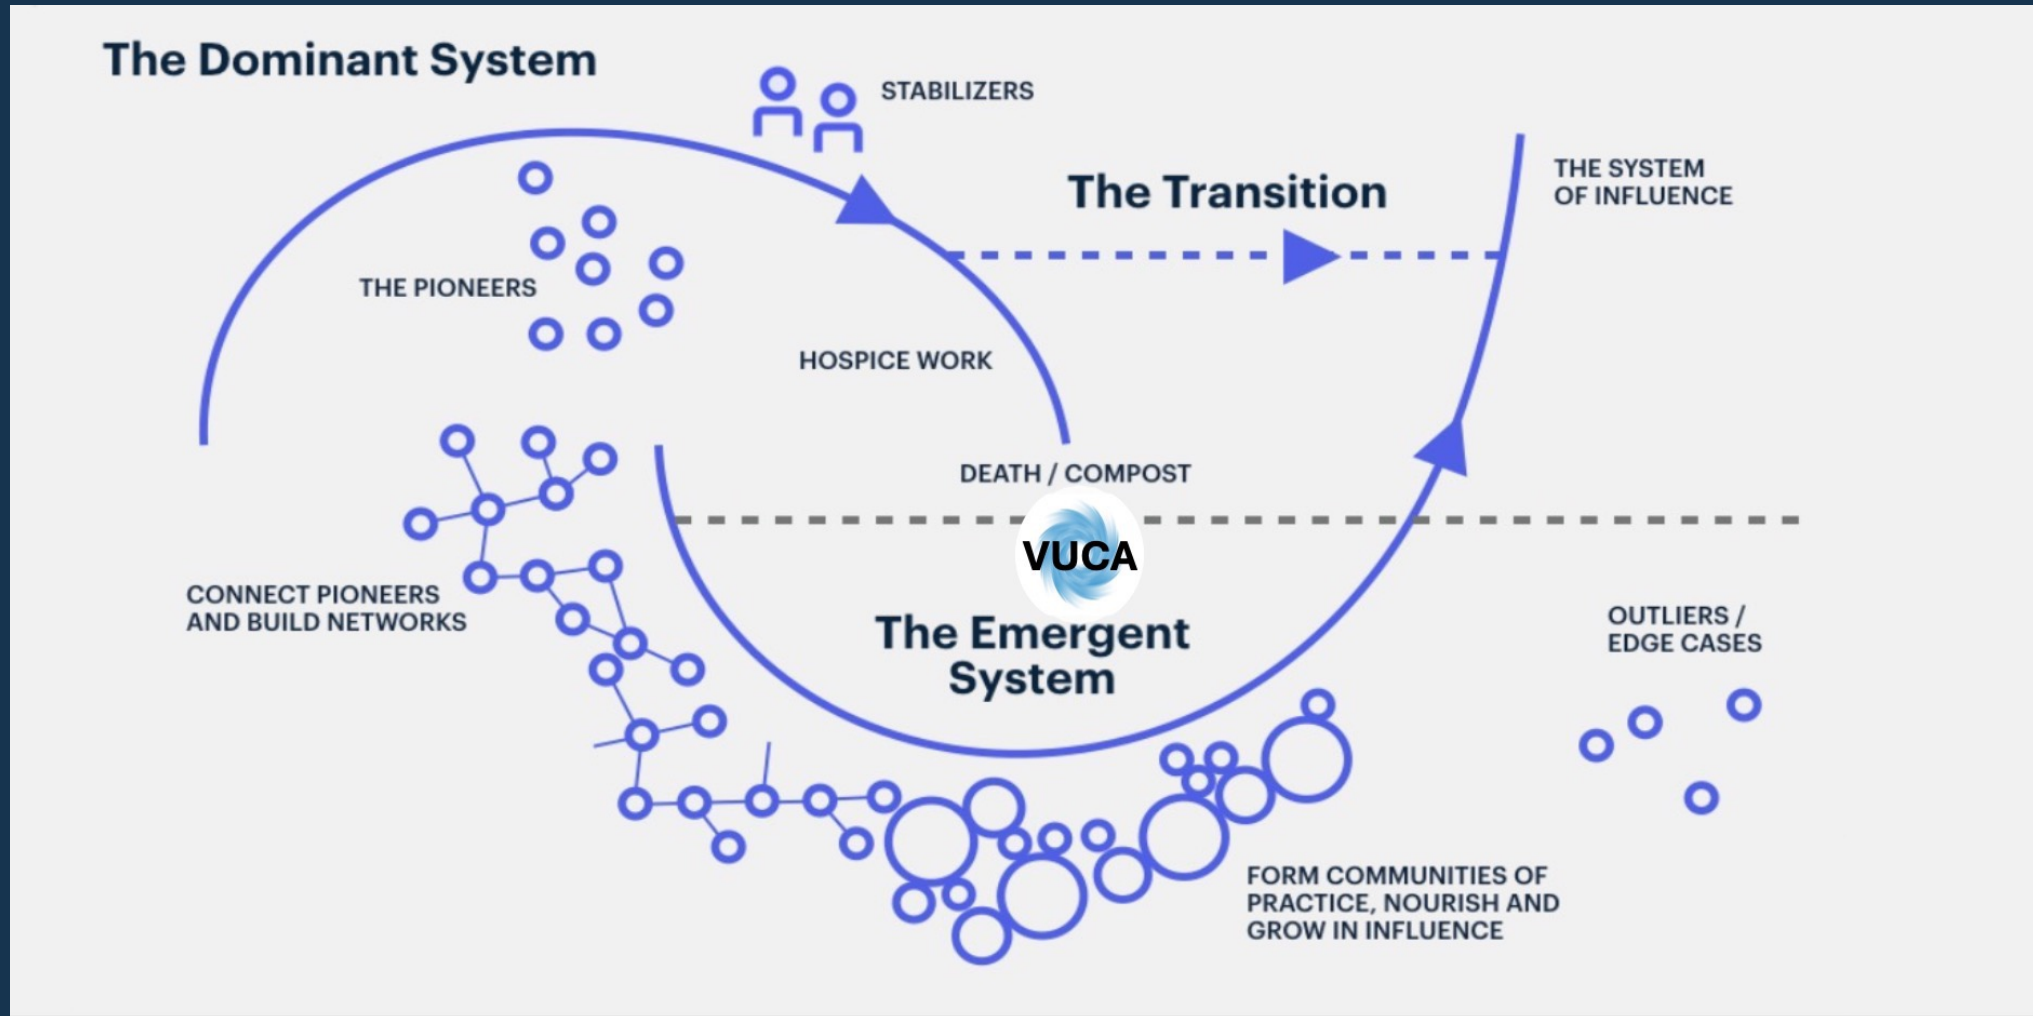 The Dominant System
STABILIZERS
The Transition
THE SYSTEM
OF INFLUENCE
THE PIONEERS
HOSPICE WORK
DEATH / COMPOST
VUCA
CONNECT PIONEERS
AND BUILD NETWORKS
The Emergent
System
OUTLIERS /
EDGE CASES
FORM COMMUNITIES OF
PRACTICE, NOURISH AND
GROW IN INFLUENCE